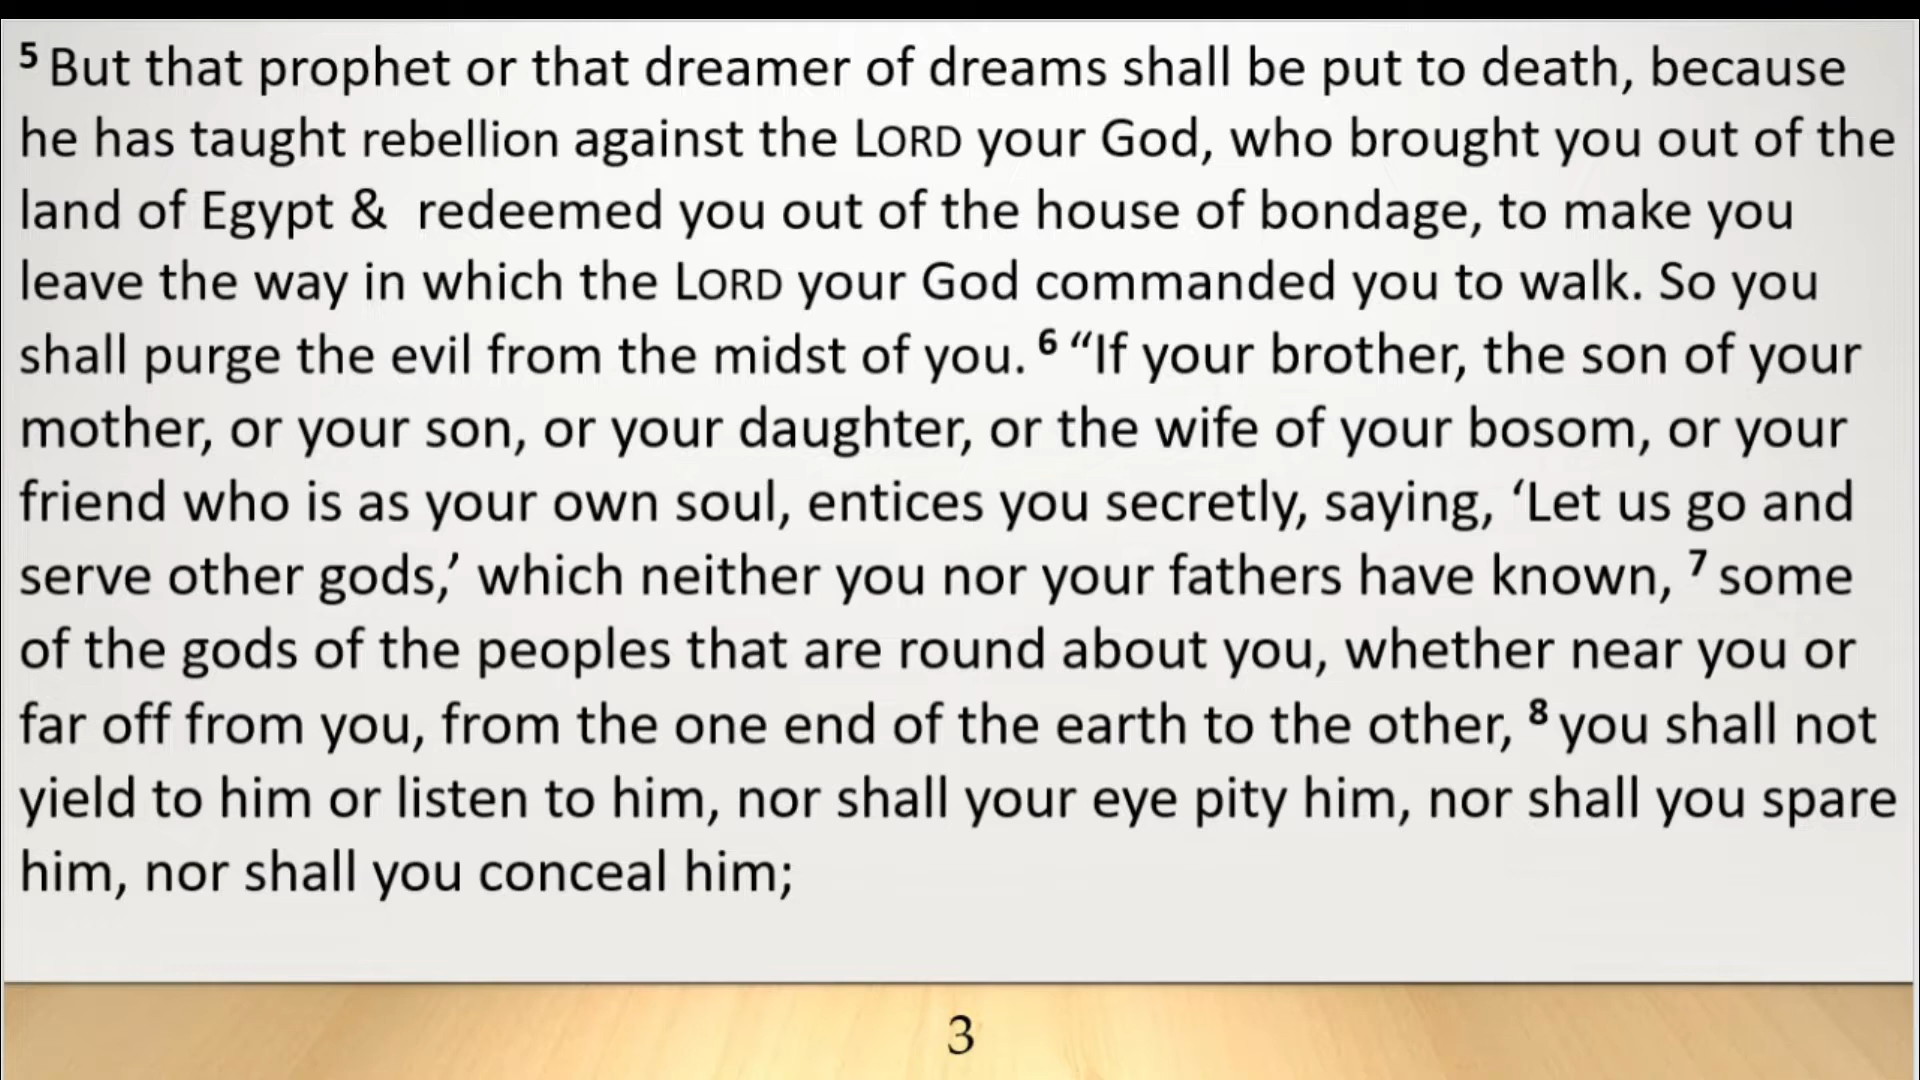 5 But that prophet or that dreamer of dreams shall be put to death, because
he has taught rebellion against the LORD your God, who brought you out of the
land of Egypt &  redeemed you out of the house of bondage, to make you
leave the way in which the LORD your God commanded you to walk. So you
shall purge the evil from the midst of you. 6 “If your brother, the son of your
mother, or your son, or your daughter, or the wife of your bosom, or your
friend who is as your own soul, entices you secretly, saying, ‘Let us go and
serve other gods,’ which neither you nor your fathers have known, 7 some
of the gods of the peoples that are round about you, whether near you or
far off from you, from the one end of the earth to the other, 8 you shall not
yield to him or listen to him, nor shall your eye pity him, nor shall you spare
him, nor shall you conceal him;
3